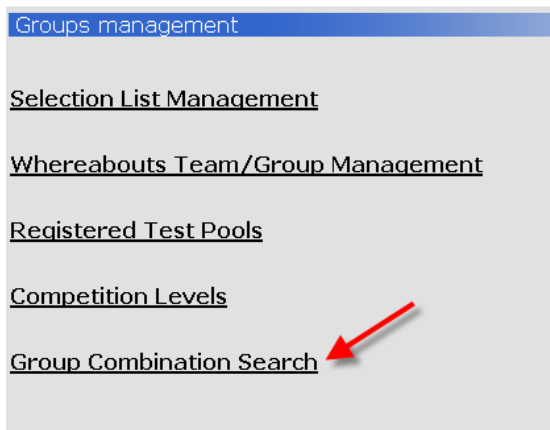 Groups management
Selection List Management
Whereabouts Team/Group Management
Registered Test Pools
Competition Levels
Group Combination Search